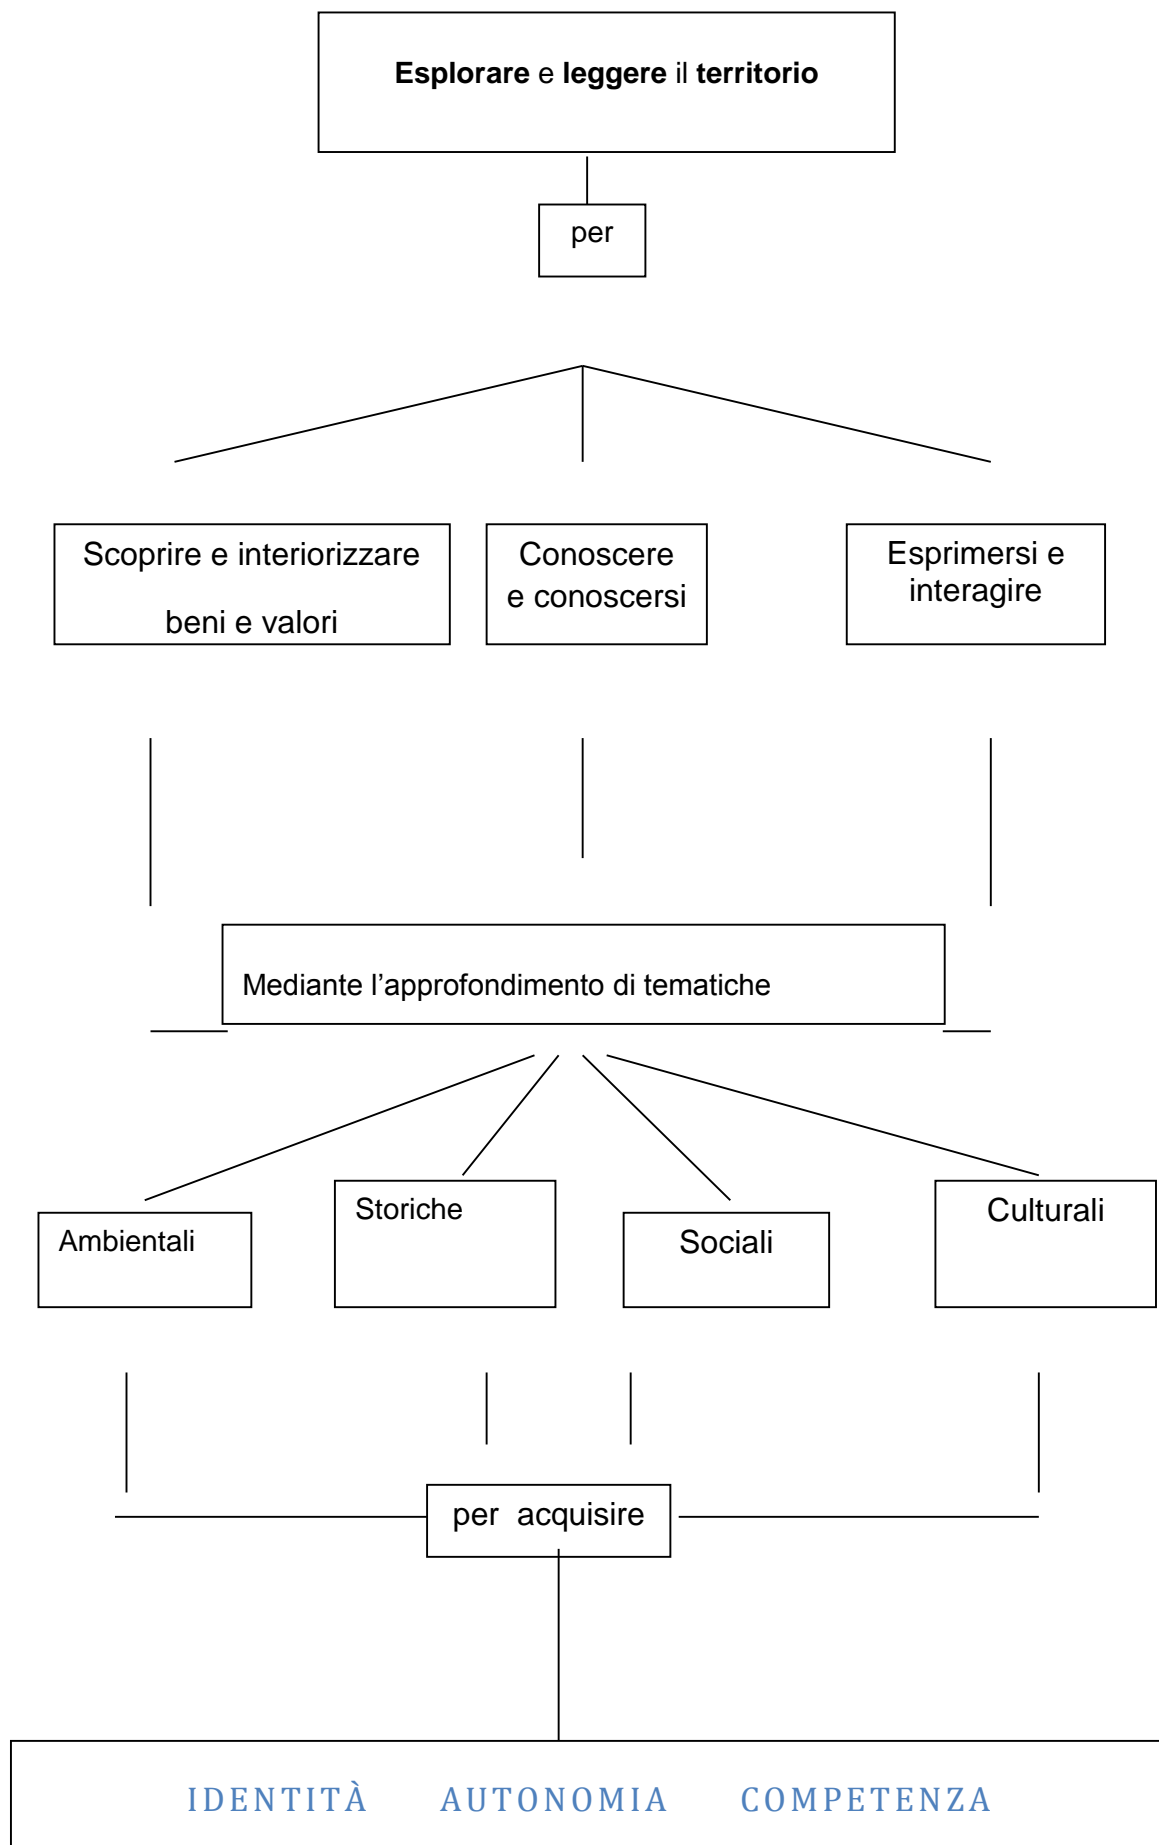 Esplorare e leggere il territorio
per
Scoprire e interiorizzare
beni e valori
Conoscere
e conoscersi
Esprimersi e
interagire
Mediante l’approfondimento di tematiche
Ambientali
Storiche
Sociali
Culturali
per acquisire
IDENTITÀ AUTONOMIA COMPETENZA